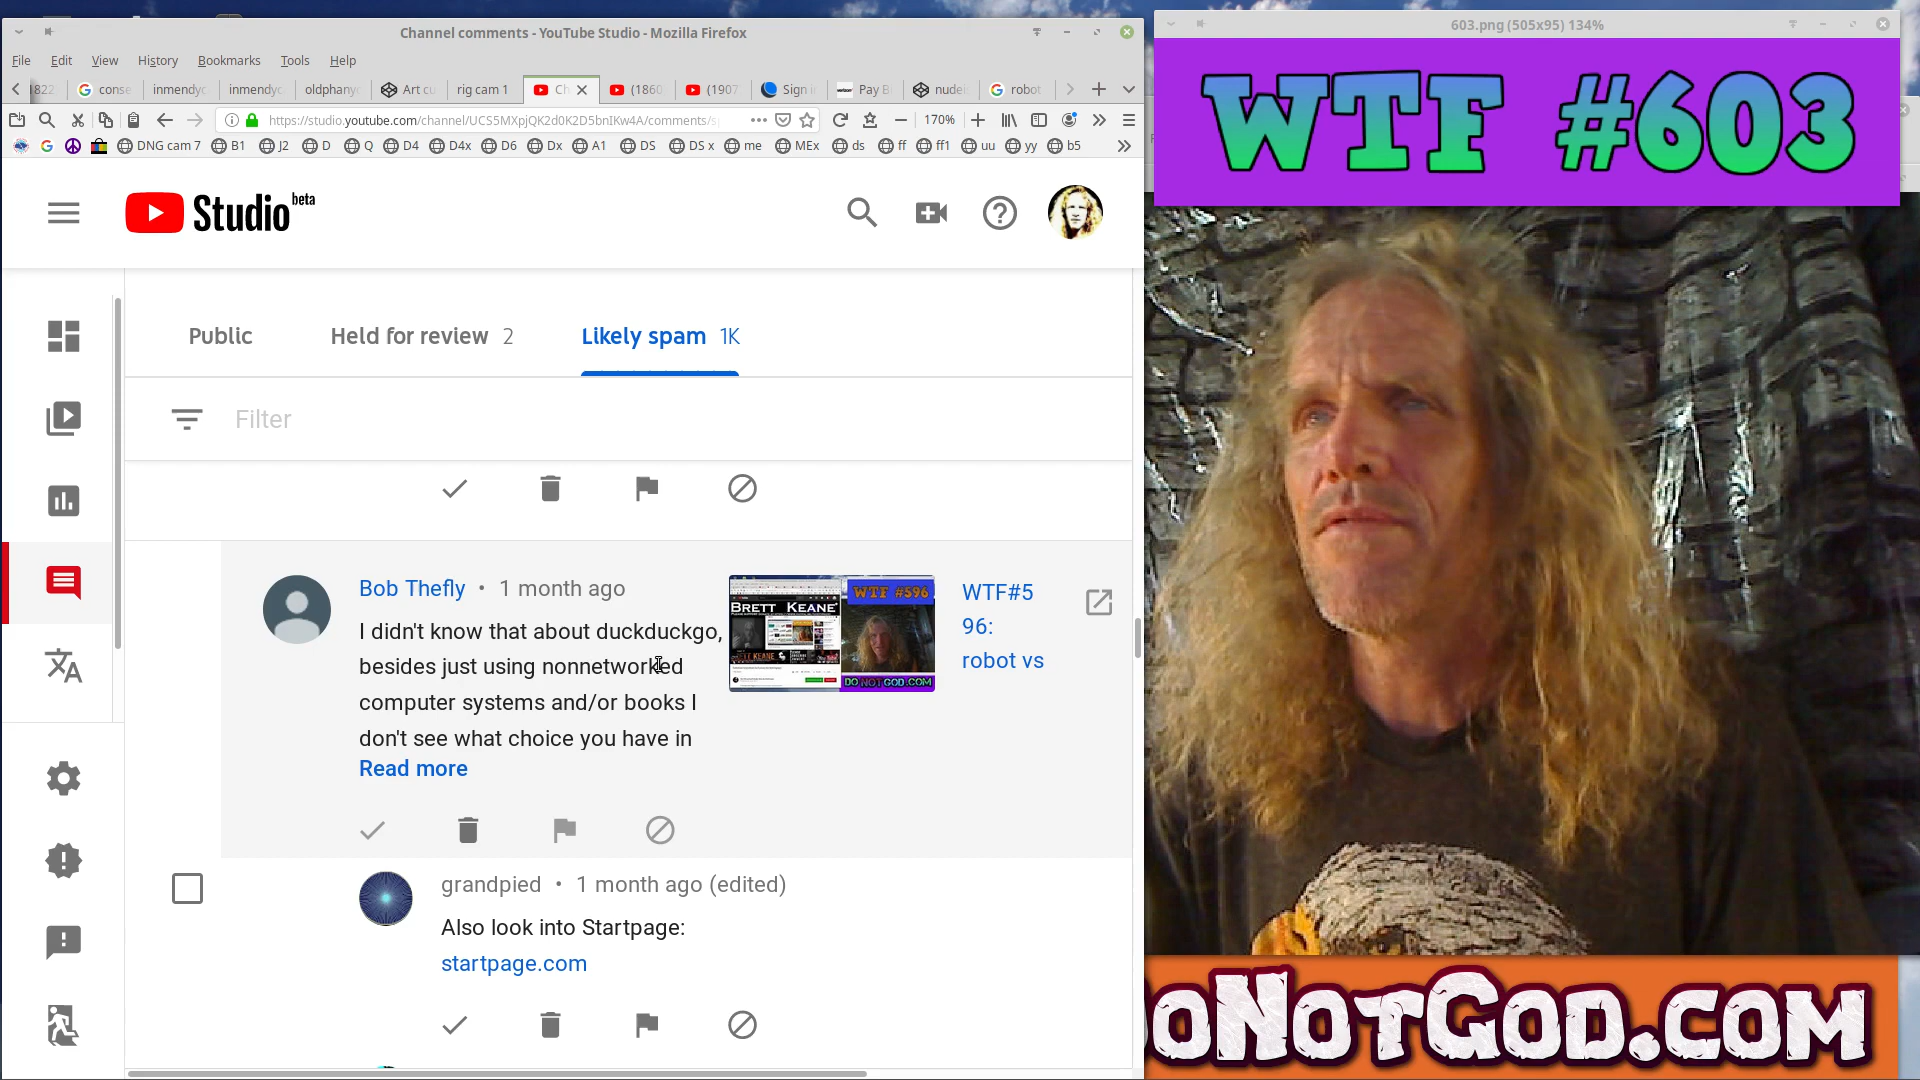 Channel comments - YouTube Studio - Mozilla Firefox
File Edit View History Bookmarks Tools Help
1822 conse inmendyc inmendyc oldphany Art cu rig cam 1 Ch (1860 (1907 Sign i Pay B nudei robot
https://studio.youtube.com/channel/UCS5MXpjQK2d0K2D5bnIKw4A/comments/s 170%
DNG cam 7 B1 J2 D Q D4 D4x D6 Dx A1 DS DS x me MEx ds ff ff1 uu yy b5
Studio beta
Public
Held for review 2
Likely spam 1K
Filter
Bob Thefly • 1 month ago
I didn't know that about duckduckgo,
besides just using nonnetworked
computer systems and/or books I
don't see what choice you have in
Read more
BRETT KEANE
WTF #596
DO NOT GOD.COM
WTF#5
96:
robot vs
grandpied • 1 month ago (edited)
Also look into Startpage:
startpage.com
603.png (505x95) 134%
WTF #603
DONOTGOD.COM